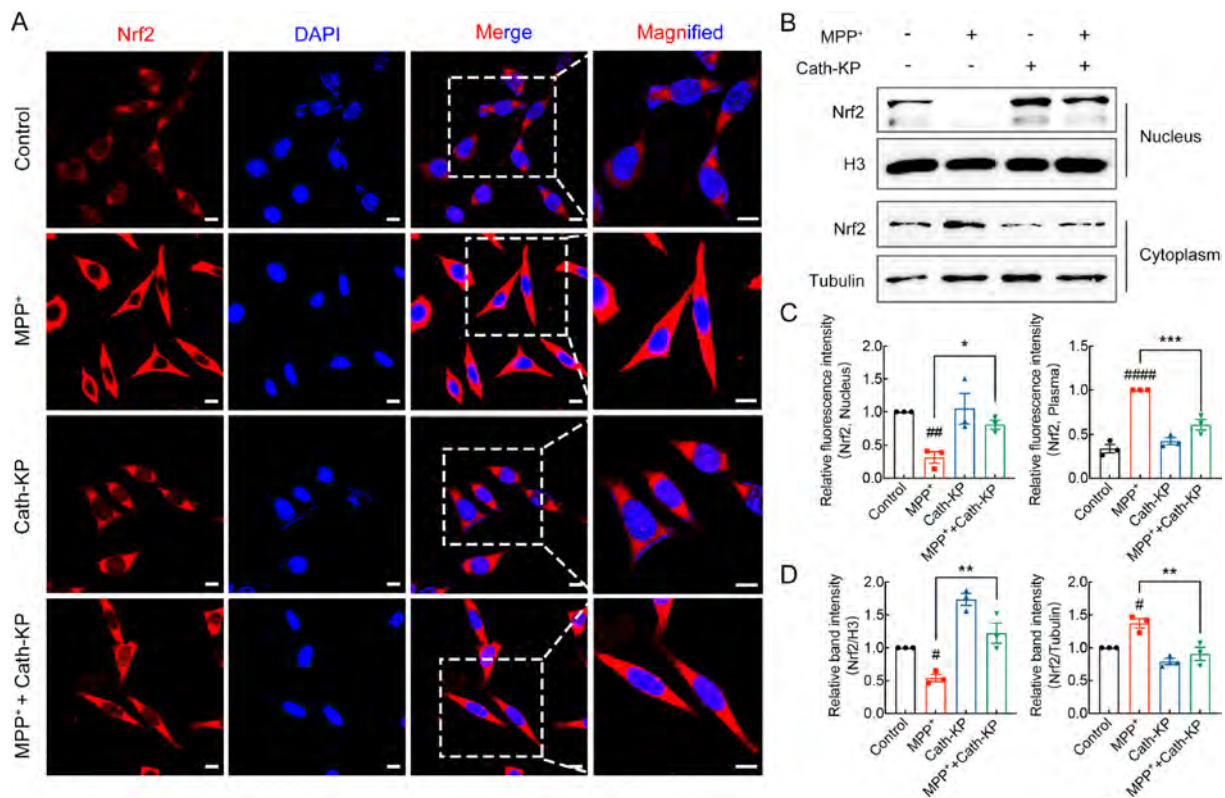 A
Nrf2 DAPI Merge Magnified
Control
MPP⁺
Cath-KP
MPP⁺ + Cath-KP
B
MPP⁺ - + - +
Cath-KP - - + +
Nrf2
H3
Nucleus
Nrf2
Tubulin
Cytoplasm
C
Relative fluorescence intensity
(Nrf2, Nucleus)
2.0
1.5
1.0
0.5
0.0
*
##
Control MPP⁺ Cath-KP MPP⁺+Cath-KP
Relative fluorescence intensity
(Nrf2, Plasma)
1.5
1.0
0.5
0.0
***
####
Control MPP⁺ Cath-KP MPP⁺+Cath-KP
D
Relative band intensity
(Nrf2/H3)
2.0
1.5
1.0
0.5
0.0
**
#
Control MPP⁺ Cath-KP MPP⁺+Cath-KP
Relative band intensity
(Nrf2/Tubulin)
2.0
1.5
1.0
0.5
0.0
**
#
Control MPP⁺ Cath-KP MPP⁺+Cath-KP